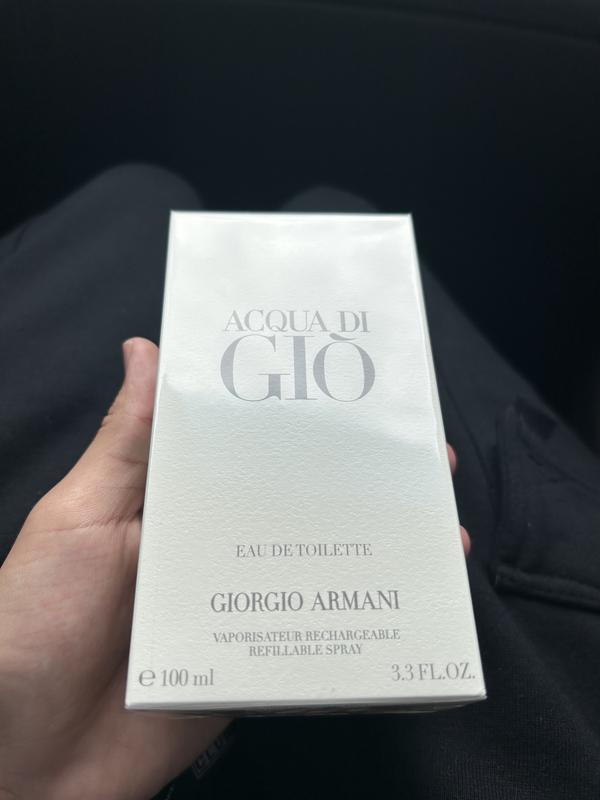 ACQUA DI
GIÒ
EAU DE TOILETTE
GIORGIO ARMANI
VAPORISATEUR RECHARGEABLE
REFILLABLE SPRAY
℮ 100 ml 3.3 FL.OZ.